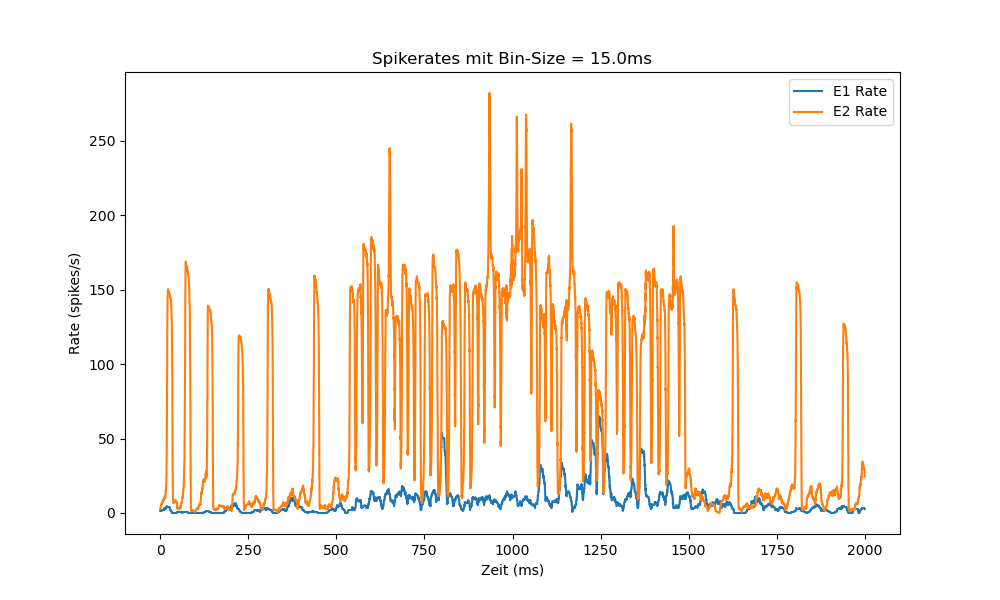 Spikerates mit Bin-Size = 15.0ms
E1 Rate
E2 Rate
Rate (spikes/s)
250
200
150
100
50
0
0 250 500 750 1000 1250 1500 1750 2000
Zeit (ms)